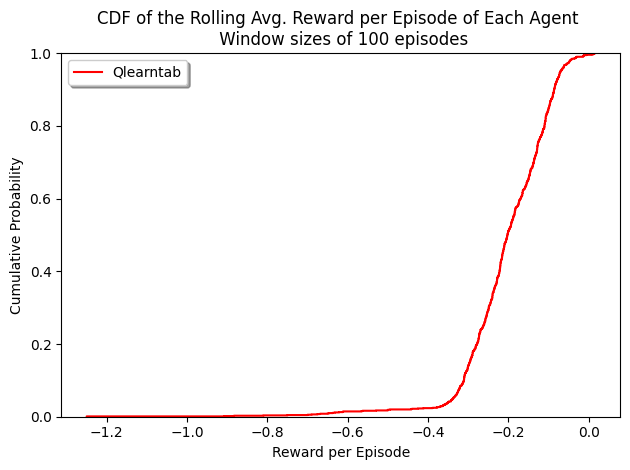 CDF of the Rolling Avg. Reward per Episode of Each Agent
Window sizes of 100 episodes
Qlearntab
1.0
0.8
0.6
0.4
0.2
0.0
Cumulative Probability
−1.2 −1.0 −0.8 −0.6 −0.4 −0.2 0.0
Reward per Episode